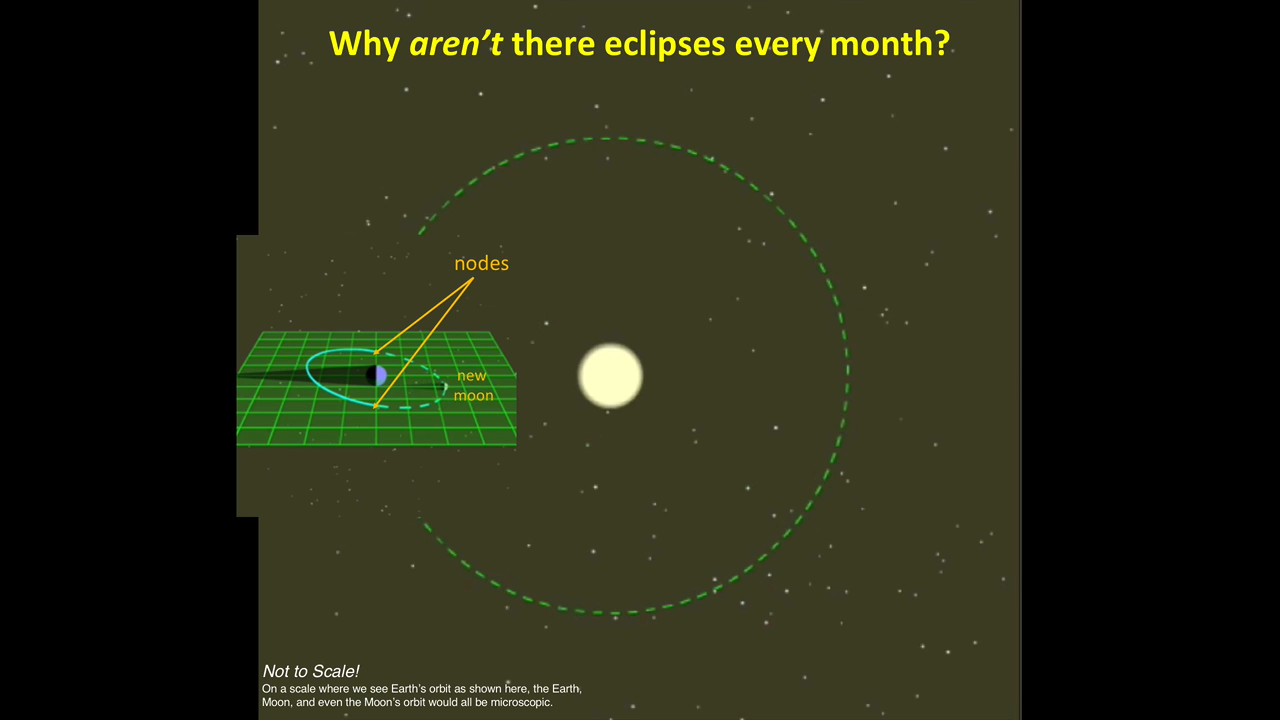 Why aren’t there eclipses every month?
nodes
new
moon
Not to Scale!
On a scale where we see Earth’s orbit as shown here, the Earth,
Moon, and even the Moon’s orbit would all be microscopic.